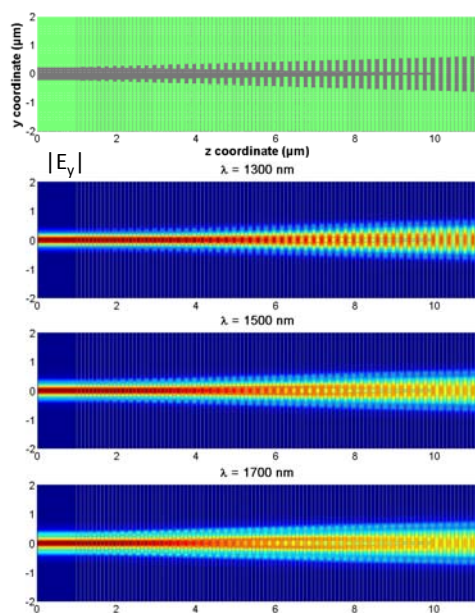 2
1
0
-1
-2
y coordinate (µm)
0 2 4 6 8 10
z coordinate (µm)
|Ey|
λ = 1300 nm
2
1
0
-1
-2
0 2 4 6 8 10
λ = 1500 nm
2
1
0
-1
-2
0 2 4 6 8 10
λ = 1700 nm
2
1
0
-1
-2
0 2 4 6 8 10